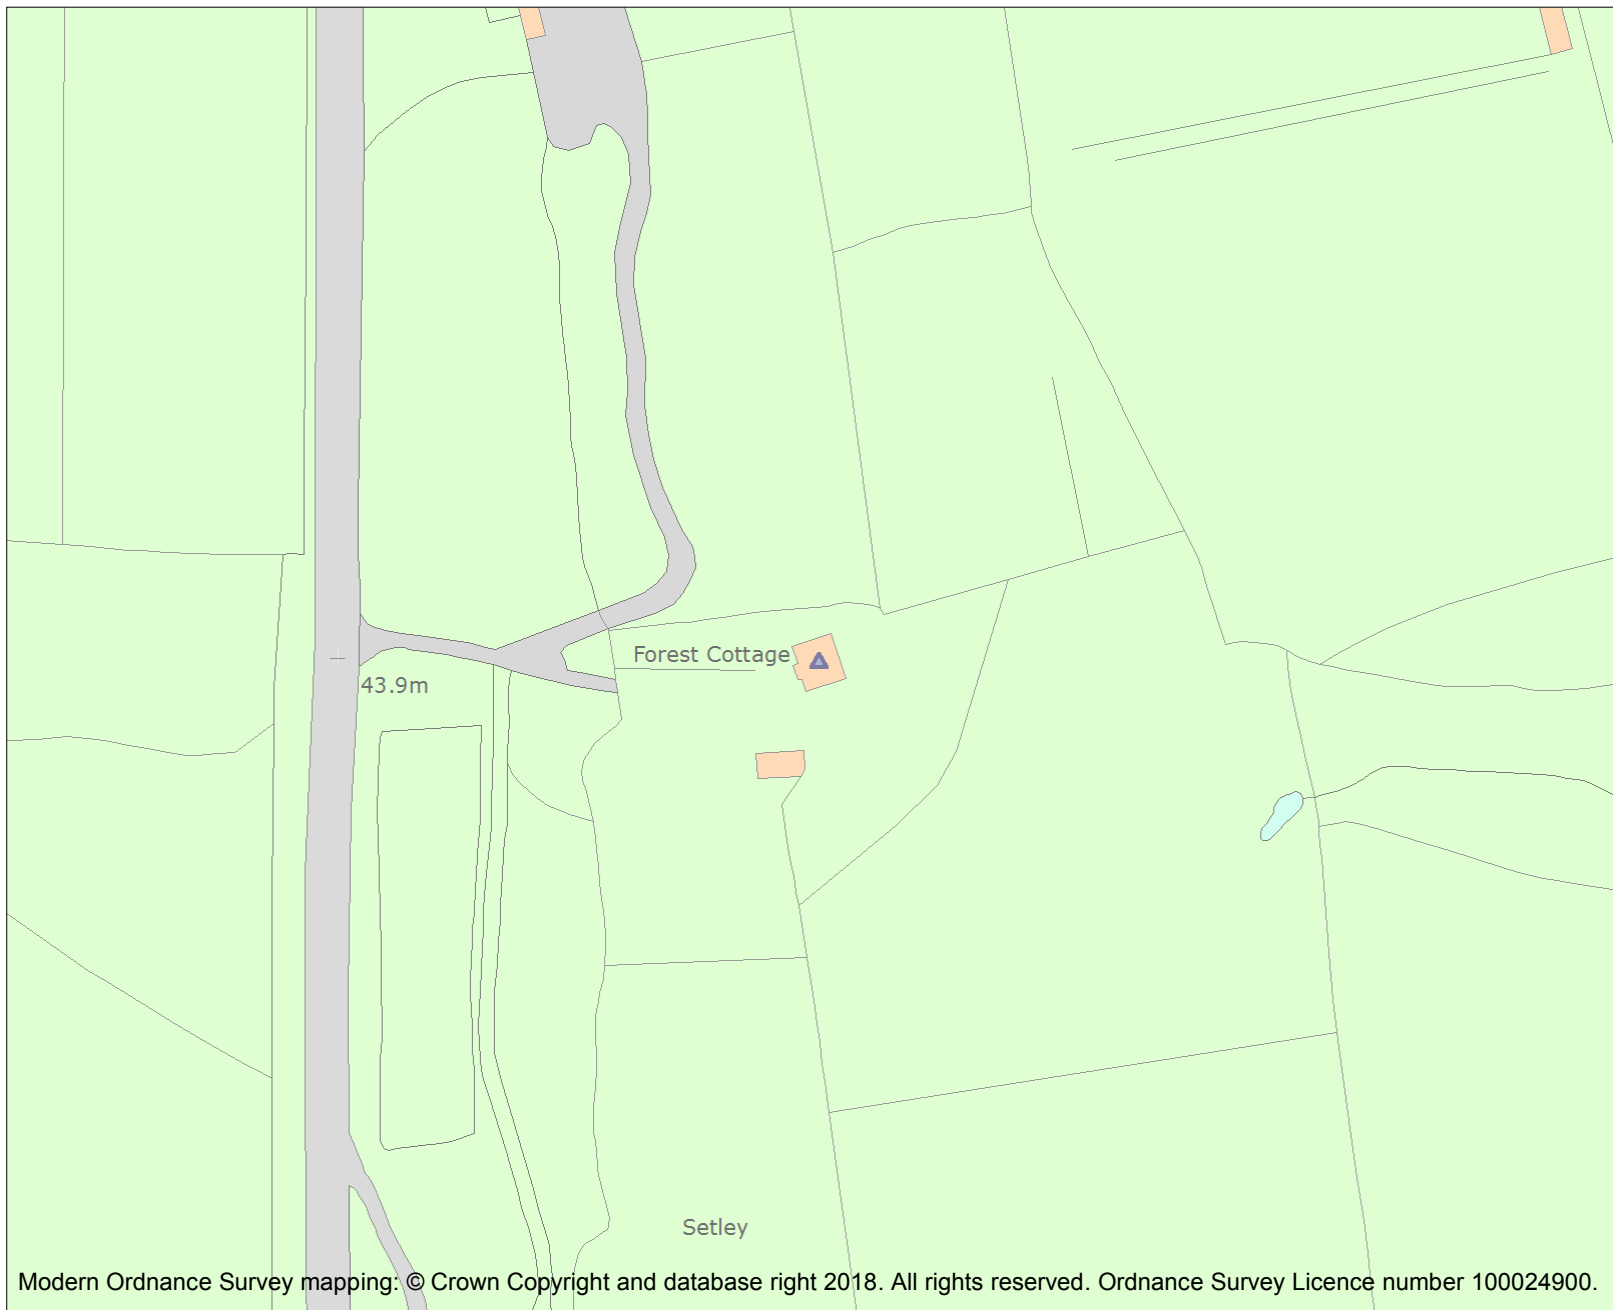 Forest Cottage
43.9m
Setley
Modern Ordnance Survey mapping: © Crown Copyright and database right 2018. All rights reserved. Ordnance Survey Licence number 100024900.